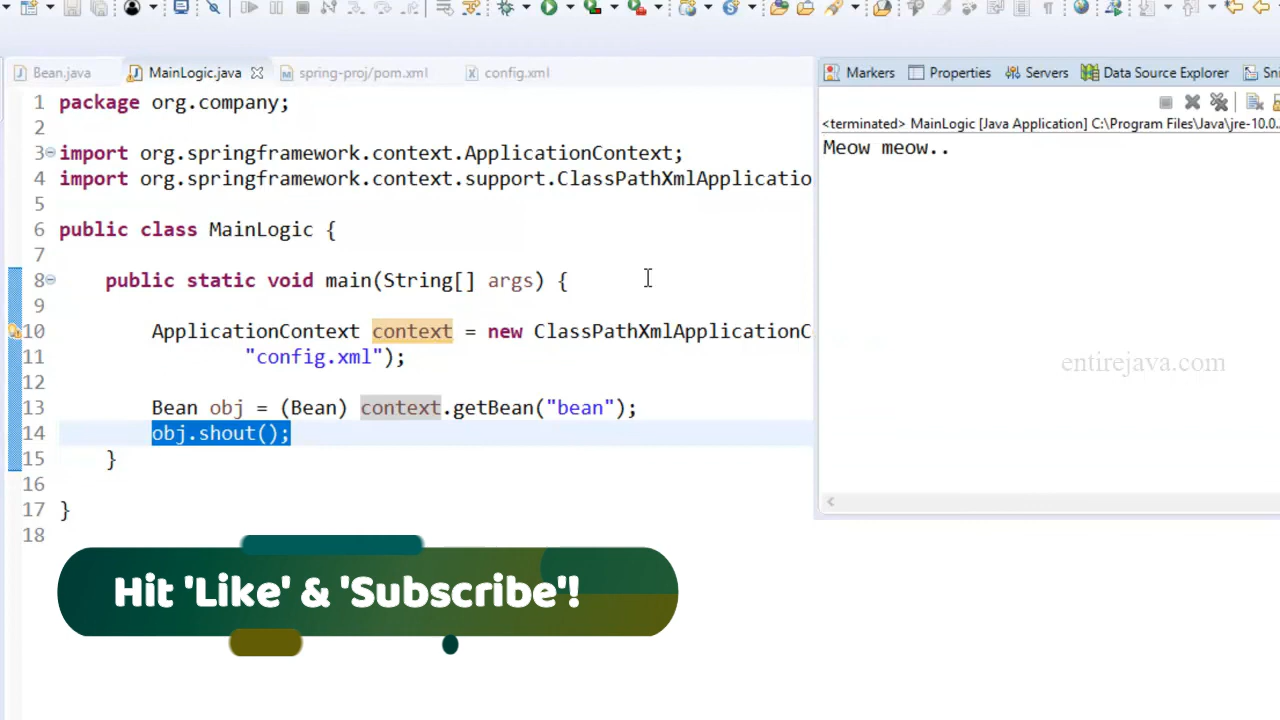 Bean.java
MainLogic.java
spring-proj/pom.xml
config.xml
Markers
Properties
Servers
Data Source Explorer
Sni
1 package org.company;
2
3 import org.springframework.context.ApplicationContext;
4 import org.springframework.context.support.ClassPathXmlApplicatio
5
6 public class MainLogic {
7
8 public static void main(String[] args) {
9
10 ApplicationContext context = new ClassPathXmlApplicationC
11 "config.xml");
12
13 Bean obj = (Bean) context.getBean("bean");
14 obj.shout();
15 }
16
17 }
18
<terminated> MainLogic [Java Application] C:\Program Files\Java\jre-10.0.
Meow meow..
entirejava.com
Hit 'Like' & 'Subscribe'!